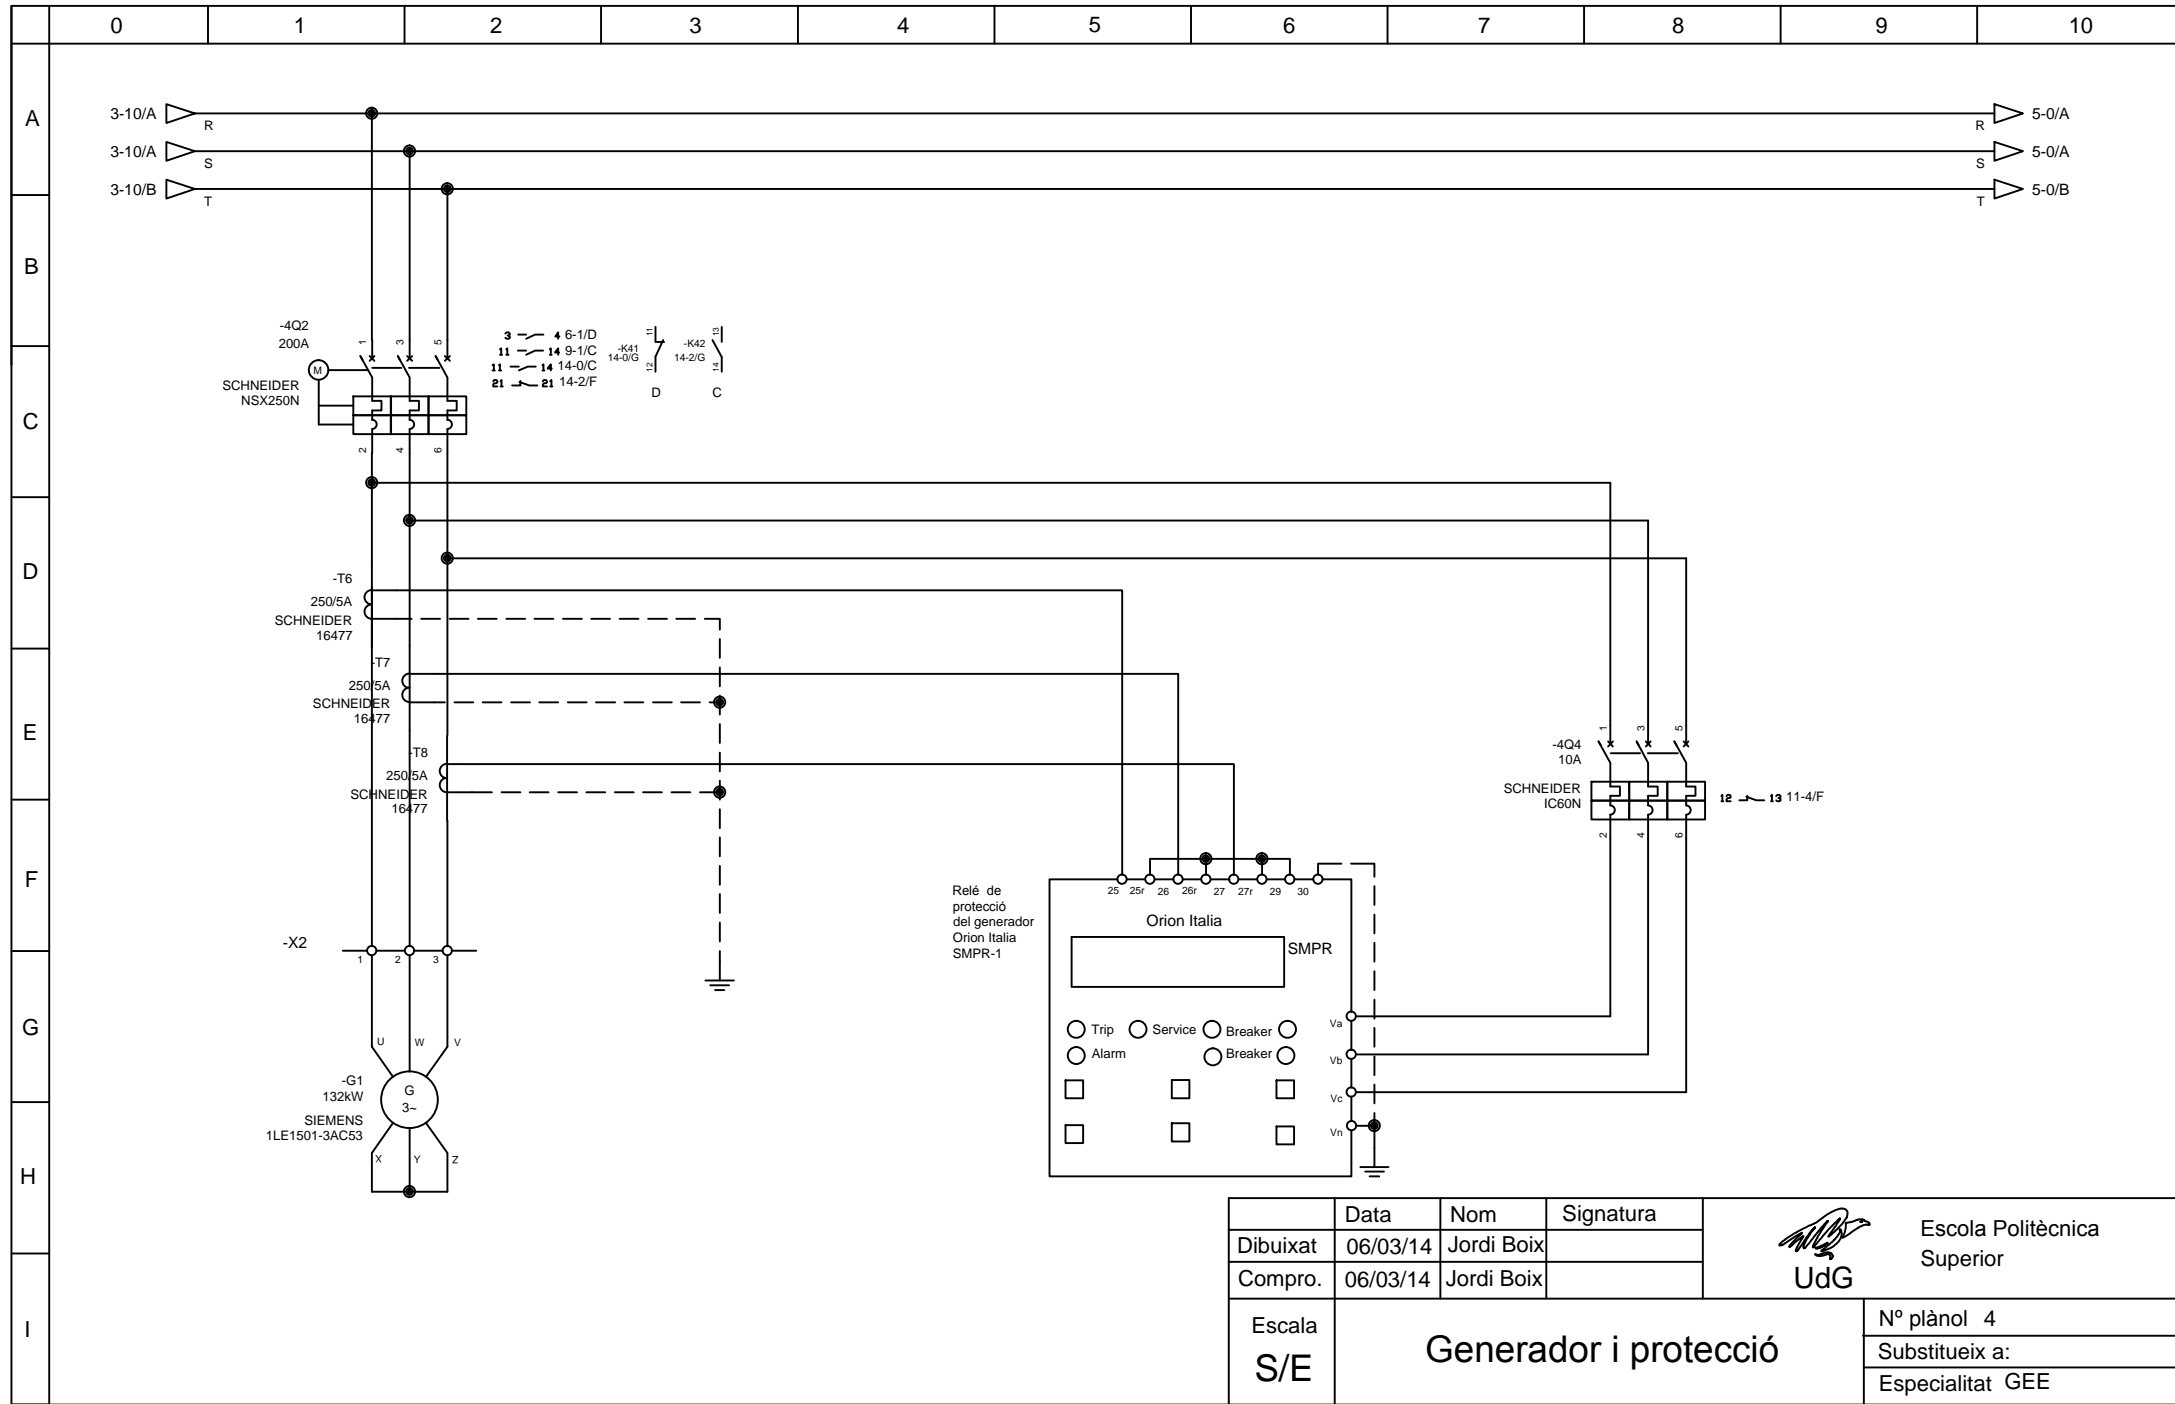 0 1 2 3 4 5 6 7 8 9 10
A
B
C
D
E
F
G
H
I
3-10/A
R
3-10/A
S
3-10/B
T
R
5-0/A
S
5-0/A
T
5-0/B
-4Q2
200A
SCHNEIDER
NSX250N
M
1 3 5
2 4 6
3 4 6-1/D
11 14 9-1/C
11 14 14-0/C
21 21 14-2/F
-K41
14-0/G
11
12
D
-K42
14-2/G
13
14
C
-T6
250/5A
SCHNEIDER
16477
-T7
250/5A
SCHNEIDER
16477
-T8
250/5A
SCHNEIDER
16477
-4Q4
10A
SCHNEIDER
IC60N
1 3 5
2 4 6
12 13 11-4/F
-X2
1 2 3
U W V
-G1
132kW
SIEMENS
1LE1501-3AC53
G
3~
X Y Z
Relé de
protecció
del generador
Orion Italia
SMPR-1
25 25r 26 26r 27 27r 29 30
Orion Italia
SMPR
Trip Service Breaker
Alarm Breaker
Va
Vb
Vc
Vn
Data Nom Signatura
Dibuixat 06/03/14 Jordi Boix
Compro. 06/03/14 Jordi Boix
UdG
Escola Politècnica
Superior
Escala
S/E
Generador i protecció
Nº plànol 4
Substitueix a:
Especialitat GEE